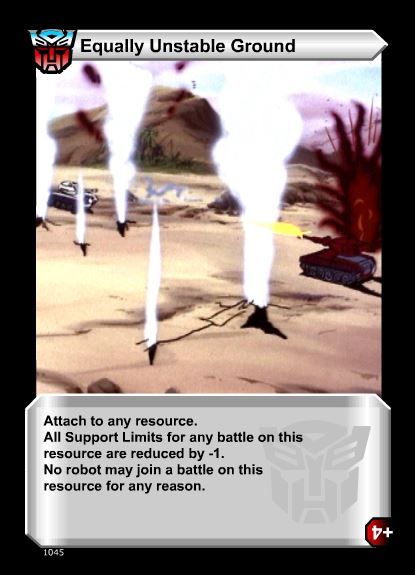 Equally Unstable Ground
Attach to any resource.
All Support Limits for any battle on this
resource are reduced by -1.
No robot may join a battle on this
resource for any reason.
+4
1045